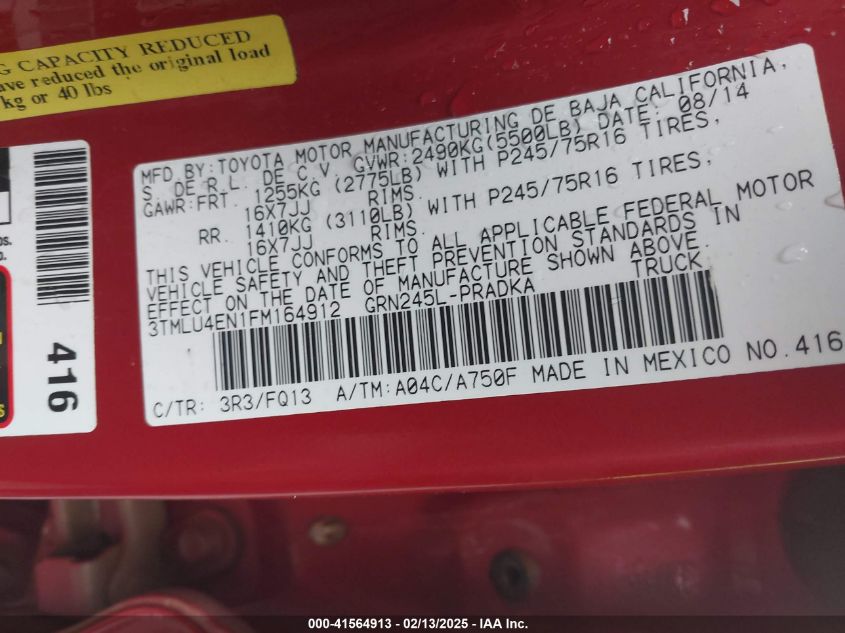 G CAPACITY REDUCED
ave reduced the original load
kg or 40 lbs
bs.
S
416
MFD.BY:TOYOTA MOTOR MANUFACTURING DE BAJA CALIFORNIA,
S. DE R.L. DE C.V. GVWR:2490KG(5500LB) DATE: 08/14
GAWR:FRT. 1255KG (2775LB) WITH P245/75R16 TIRES,
16X7JJ RIMS.
RR. 1410KG (3110LB) WITH P245/75R16 TIRES,
16X7JJ RIMS.
THIS VEHICLE CONFORMS TO ALL APPLICABLE FEDERAL MOTOR
VEHICLE SAFETY AND THEFT PREVENTION STANDARDS IN
EFFECT ON THE DATE OF MANUFACTURE SHOWN ABOVE.
3TMLU4EN1FM164912 GRN245L-PRADKA TRUCK
C/TR: 3R3/FQ13 A/TM:A04C/A750F MADE IN MEXICO NO.416
000-41564913 — 02/13/2025 — IAA Inc.